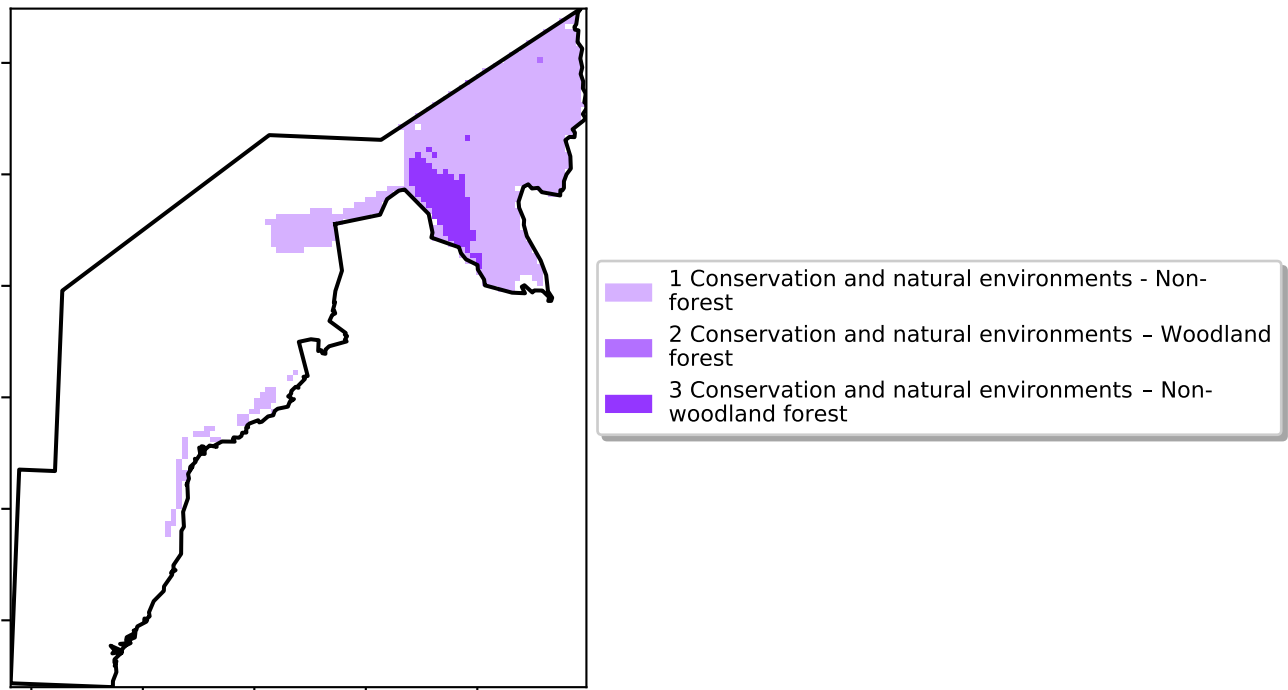 1 Conservation and natural environments - Non-
forest
2 Conservation and natural environments – Woodland
forest
3 Conservation and natural environments – Non-
woodland forest